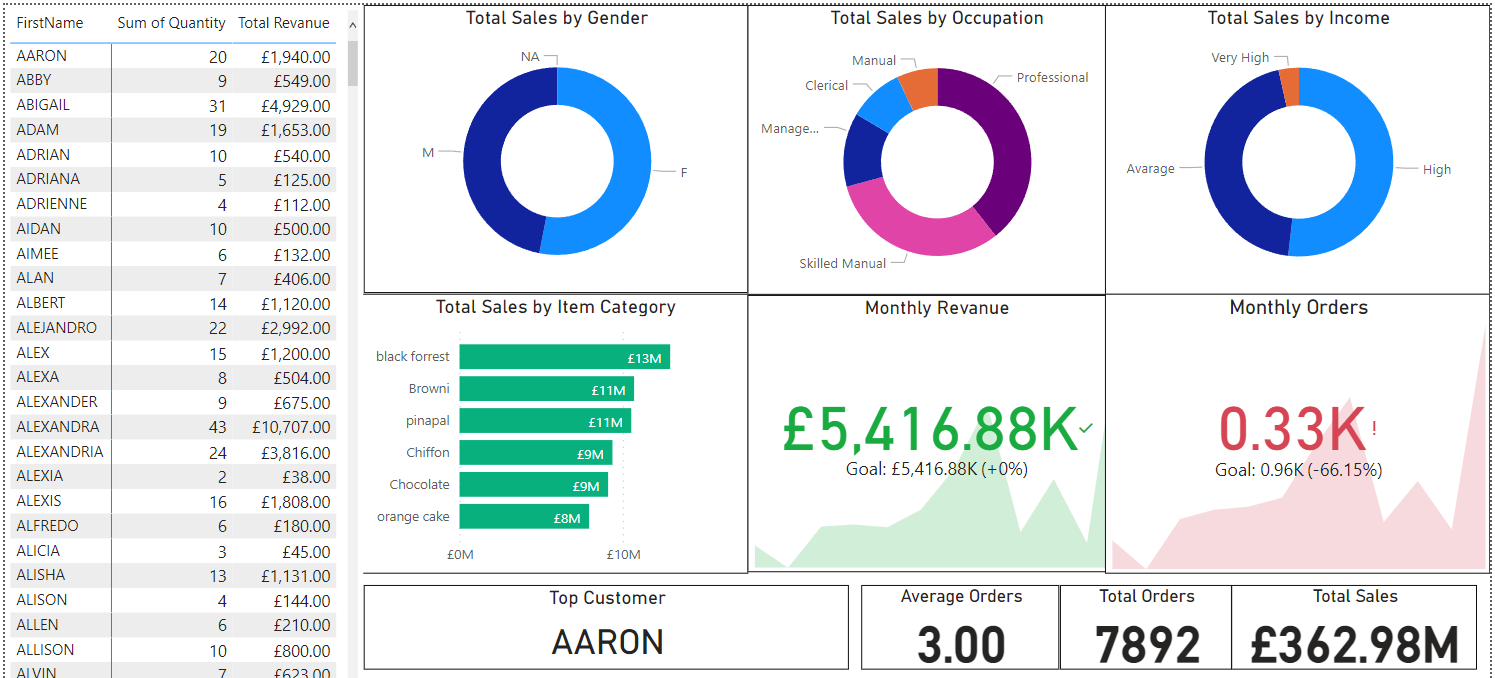 FirstName Sum of Quantity Total Revanue
AARON 20 £1,940.00
ABBY 9 £549.00
ABIGAIL 31 £4,929.00
ADAM 19 £1,653.00
ADRIAN 10 £540.00
ADRIANA 5 £125.00
ADRIENNE 4 £112.00
AIDAN 10 £500.00
AIMEE 6 £132.00
ALAN 7 £406.00
ALBERT 14 £1,120.00
ALEJANDRO 22 £2,992.00
ALEX 15 £1,200.00
ALEXA 8 £504.00
ALEXANDER 9 £675.00
ALEXANDRA 43 £10,707.00
ALEXANDRIA 24 £3,816.00
ALEXIA 2 £38.00
ALEXIS 16 £1,808.00
ALFREDO 6 £180.00
ALICIA 3 £45.00
ALISHA 13 £1,131.00
ALISON 4 £144.00
ALLEN 6 £210.00
ALLISON 10 £800.00
ALVIN 7 £623.00
Total Sales by Gender
NA
M
F
Total Sales by Occupation
Manual
Professional
Clerical
Manage...
Skilled Manual
Total Sales by Income
Very High
Avarage
High
Total Sales by Item Category
black forrest £13M
Browni £11M
pinapal £11M
Chiffon £9M
Chocolate £9M
orange cake £8M
£0M £10M
Monthly Revanue
£5,416.88K
Goal: £5,416.88K (+0%)
Monthly Orders
0.33K!
Goal: 0.96K (-66.15%)
Top Customer
AARON
Average Orders
3.00
Total Orders
7892
Total Sales
£362.98M